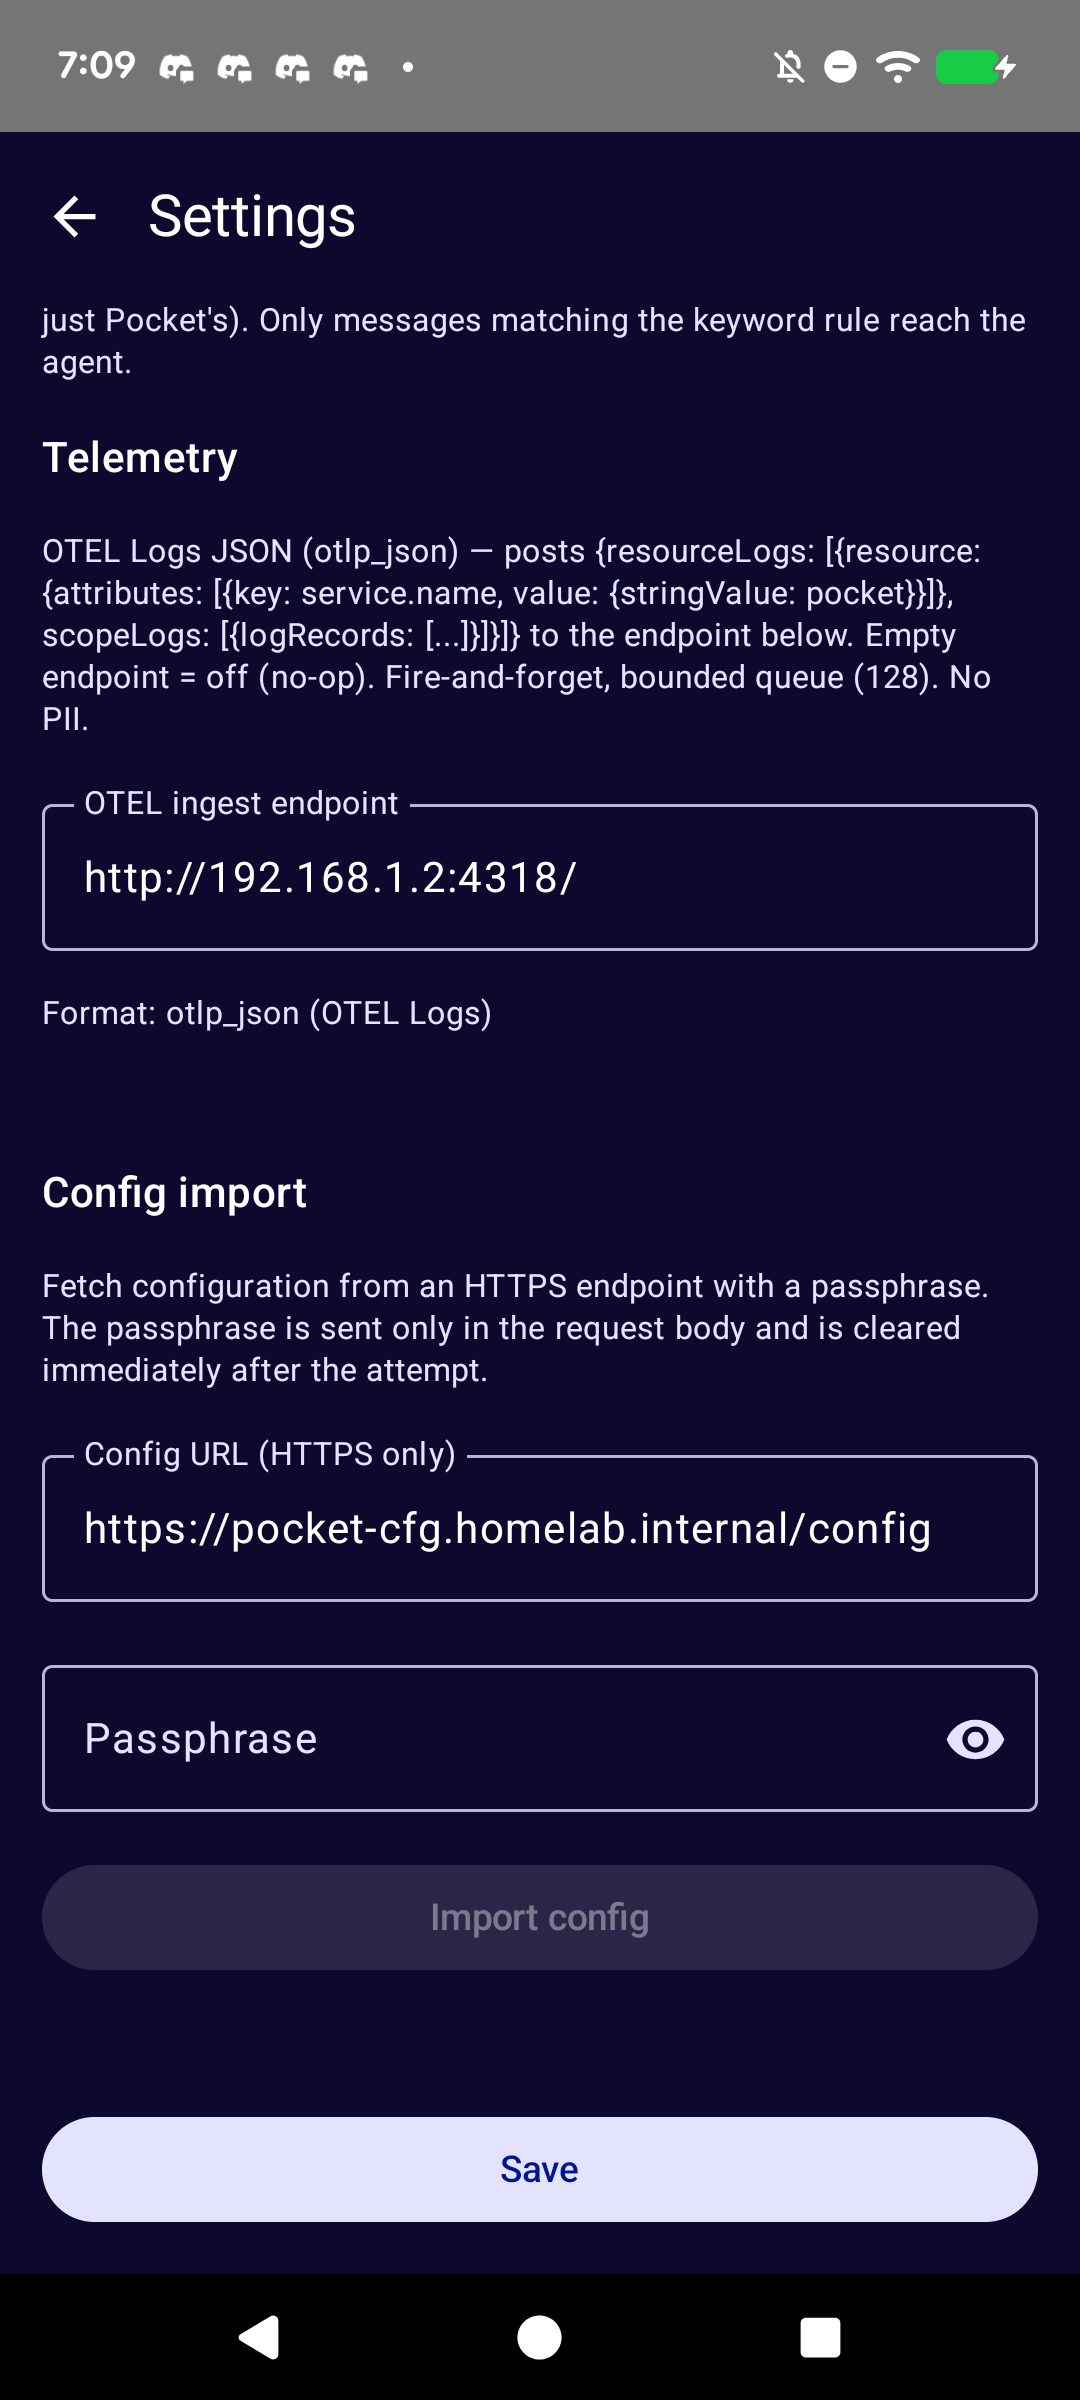 7:09
Settings
just Pocket's). Only messages matching the keyword rule reach the
agent.
Telemetry
OTEL Logs JSON (otlp_json) — posts {resourceLogs: [{resource:
{attributes: [{key: service.name, value: {stringValue: pocket}}]},
scopeLogs: [{logRecords: [...]}]}]} to the endpoint below. Empty
endpoint = off (no-op). Fire-and-forget, bounded queue (128). No
PII.
OTEL ingest endpoint
http://192.168.1.2:4318/
Format: otlp_json (OTEL Logs)
Config import
Fetch configuration from an HTTPS endpoint with a passphrase.
The passphrase is sent only in the request body and is cleared
immediately after the attempt.
Config URL (HTTPS only)
https://pocket-cfg.homelab.internal/config
Passphrase
Import config
Save